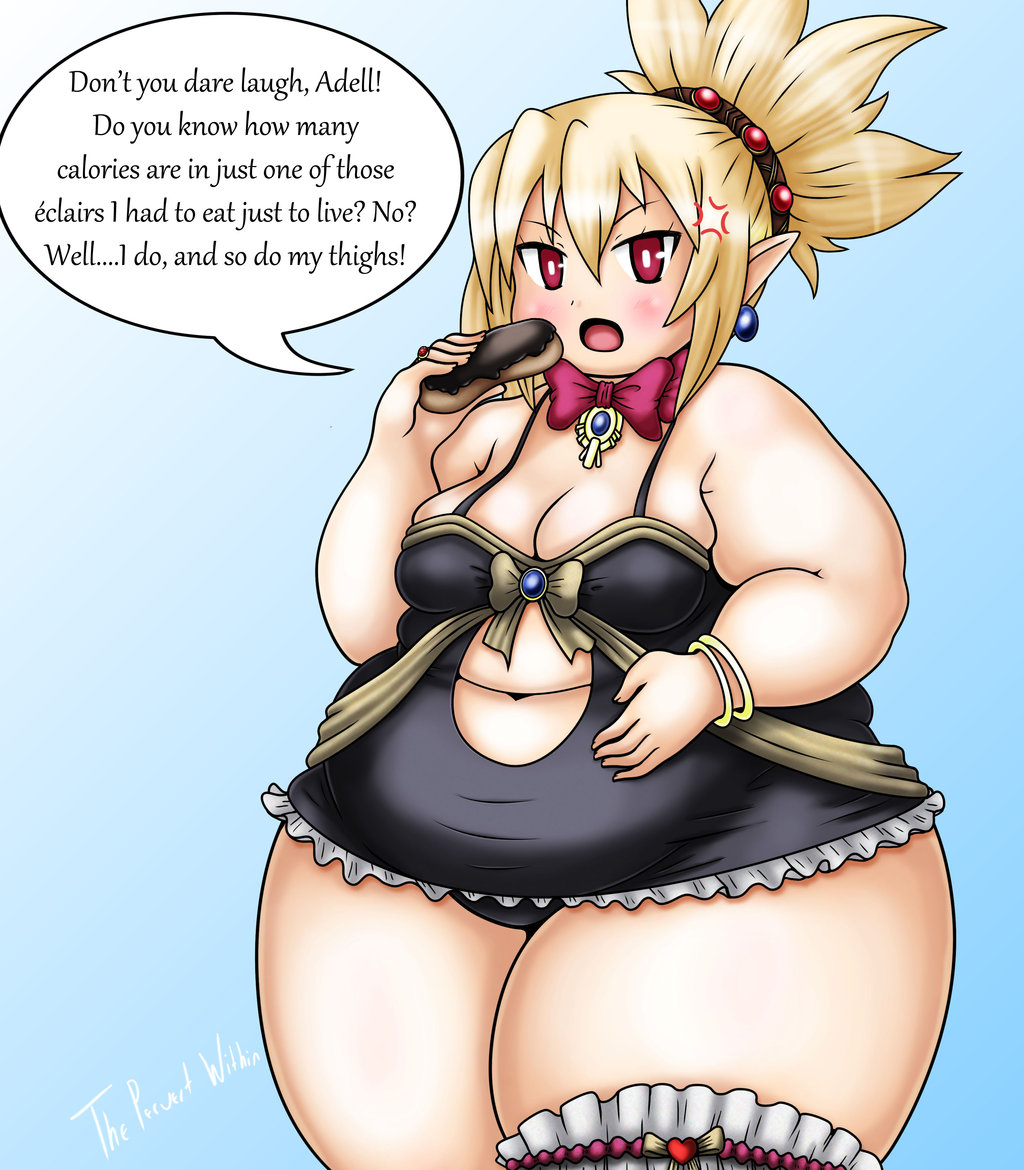 Don't you dare laugh, Adell!
Do you know how many
calories are in just one of those
éclairs I had to eat just to live? No?
Well....I do, and so do my thighs!
The Pervert Within